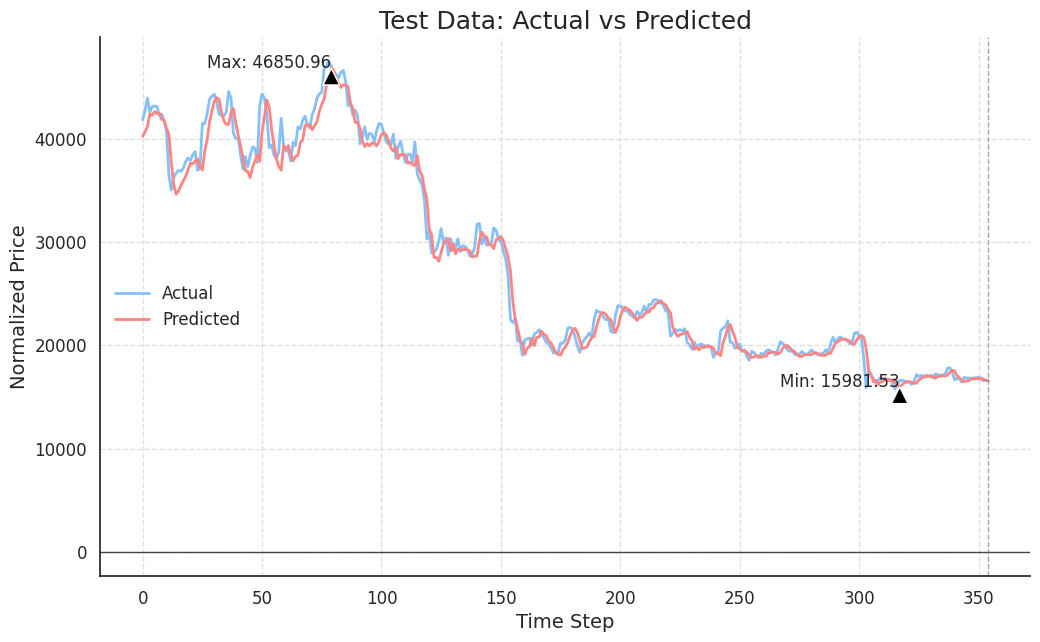 Test Data: Actual vs Predicted
Max: 46850.96
40000
30000
Normalized Price
Actual
Predicted
20000
Min: 15981.53
10000
0
0 50 100 150 200 250 300 350
Time Step